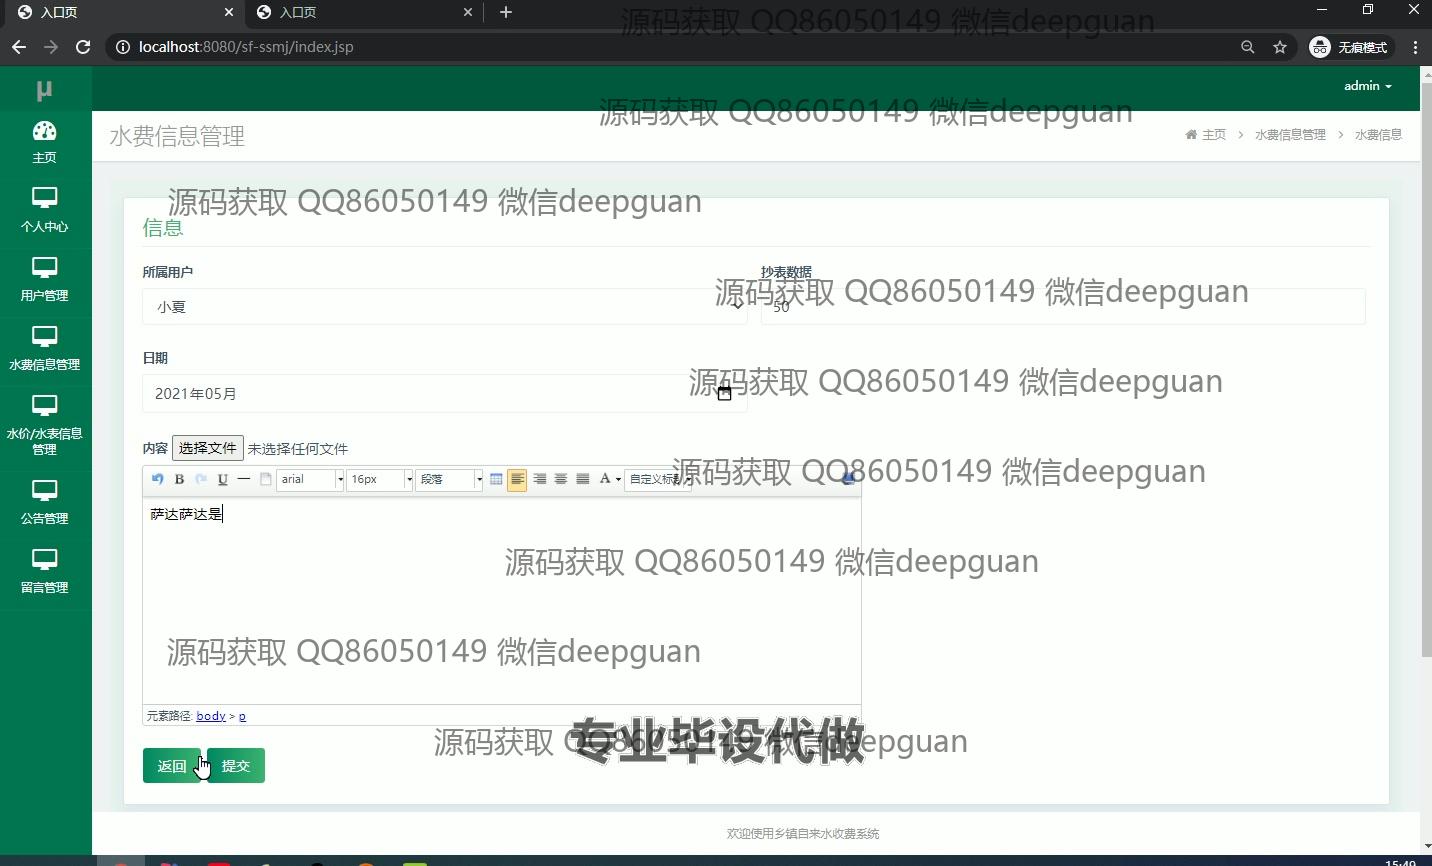 入口页
入口页
localhost:8080/sf-ssmj/index.jsp
无痕模式
源码获取 QQ86050149 微信deepguan
μ
admin
源码获取 QQ86050149 微信deepguan
水费信息管理
主页 > 水费信息管理 > 水费信息
主页
个人中心
用户管理
水费信息管理
水价/水表信息
管理
公告管理
留言管理
源码获取 QQ86050149 微信deepguan
信息
所属用户
抄表数据
小夏
50
源码获取 QQ86050149 微信deepguan
日期
2021年05月
源码获取 QQ86050149 微信deepguan
内容 选择文件 未选择任何文件
B U arial 16px 段落 A 自定义标题
源码获取 QQ86050149 微信deepguan
萨达萨达是
源码获取 QQ86050149 微信deepguan
源码获取 QQ86050149 微信deepguan
元素路径: body > p
源码获取 QQ86050149 微信deepguan
专业毕设代做
返回 提交
欢迎使用乡镇自来水收费系统
15:49